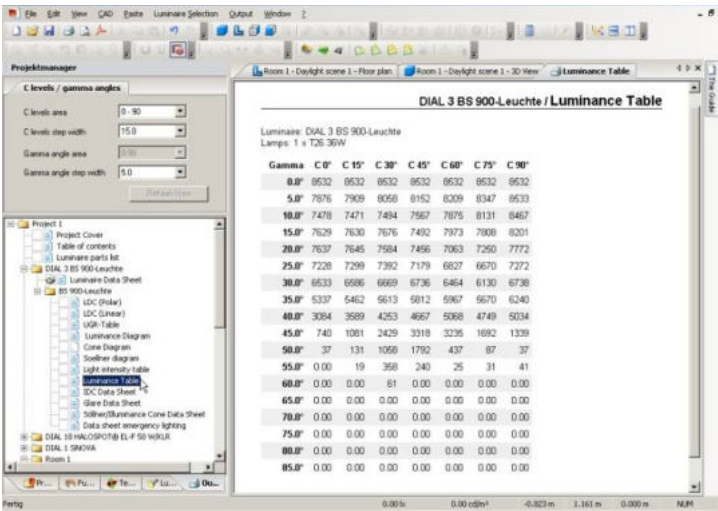 File Edit View CAD Paste Luminaire Selection Output Window ?
Projektmanager
C levels / gamma angles
C levels area 0 - 90
C levels step width 15.0
Gamma angle area 0-90
Gamma angle step width 5.0
Refresh View
Project 1
Project Cover
Table of contents
Luminaire parts list
DIAL 3 BS 900-Leuchte
Luminaire Data Sheet
BS 900-Leuchte
LDC (Polar)
LDC (Linear)
UGR-Table
Luminance Diagram
Cone Diagram
Soellner diagram
Light intensity table
Luminance Table
IDC Data Sheet
Glare Data Sheet
Söllner/Illuminance Cone Data Sheet
Data sheet emergency lighting
DIAL 18 HALOSPOT® EL-F 50 W/XLR
DIAL 1 SINOVA
Room 1
Pr... Fu... Te... Lu... Ou...
Room 1 - Daylight scene 1 - Floor plan Room 1 - Daylight scene 1 - 3D View Luminance Table
The Guide
DIAL 3 BS 900-Leuchte / Luminance Table
Luminaire: DIAL 3 BS 900-Leuchte
Lamps: 1 x T26 36W
Gamma C 0° C 15° C 30° C 45° C 60° C 75° C 90°
0.0° 8532 8532 8532 8532 8532 8532 8532
5.0° 7876 7909 8058 8152 8209 8347 8533
10.0° 7478 7471 7494 7567 7875 8131 8467
15.0° 7629 7630 7676 7492 7973 7808 8201
20.0° 7637 7645 7584 7456 7063 7250 7772
25.0° 7228 7299 7392 7179 6827 6670 7272
30.0° 6533 6586 6669 6736 6464 6130 6738
35.0° 5337 5462 5613 5812 5967 5670 6240
40.0° 3084 3589 4253 4667 5068 4749 5034
45.0° 740 1081 2429 3318 3235 1692 1339
50.0° 37 131 1058 1792 437 87 37
55.0° 0.00 19 358 240 25 31 41
60.0° 0.00 0.00 61 0.00 0.00 0.00 0.00
65.0° 0.00 0.00 0.00 0.00 0.00 0.00 0.00
70.0° 0.00 0.00 0.00 0.00 0.00 0.00 0.00
75.0° 0.00 0.00 0.00 0.00 0.00 0.00 0.00
80.0° 0.00 0.00 0.00 0.00 0.00 0.00 0.00
85.0° 0.00 0.00 0.00 0.00 0.00 0.00 0.00
Fertig 0.00 lx 0.00 cd/m² -0.823 m 1.161 m 0.000 m NUM